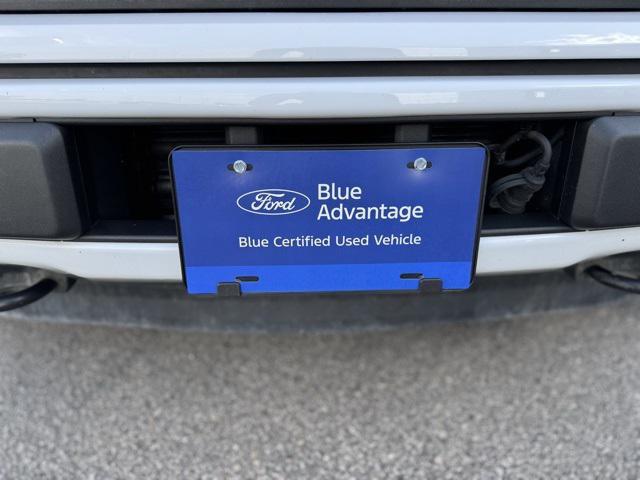 Ford
Blue
Advantage
Blue Certified Used Vehicle